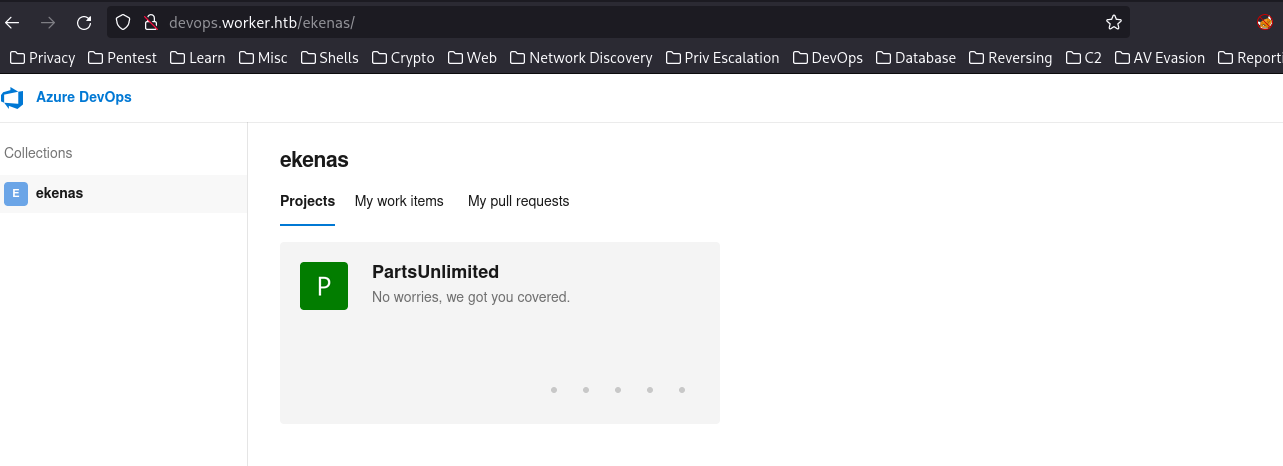 devops.worker.htb/ekenas/
Privacy Pentest Learn Misc Shells Crypto Web Network Discovery Priv Escalation DevOps Database Reversing C2 AV Evasion Reporti
Azure DevOps
Collections
E ekenas
ekenas
Projects My work items My pull requests
P PartsUnlimited
No worries, we got you covered.